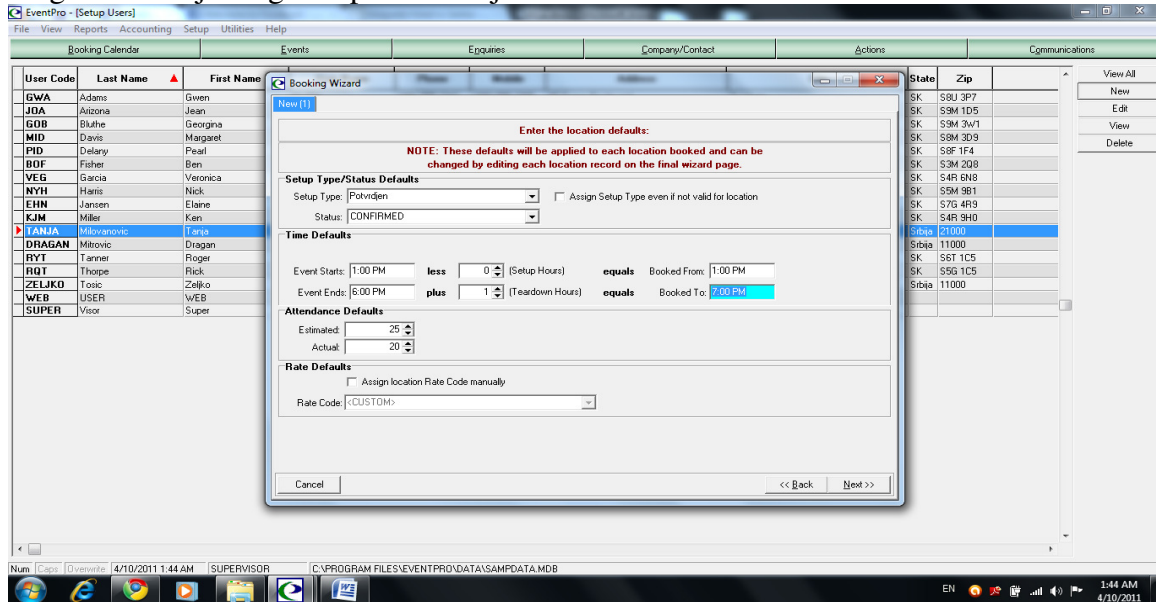 EventPro - [Setup Users]
File View Reports Accounting Setup Utilities Help
Booking Calendar Events Enquiries Company/Contact Actions Communications
User Code Last Name First Name State Zip
GWA Adams Gwen SK S8U 3P7
JOA Arizona Jean SK S9M 1D5
GOB Bluthe Georgina SK S9M 3W1
MID Davis Margaret SK S8M 3D9
PID Delany Pearl SK S8F 1F4
BOF Fisher Ben SK S3M 2Q8
VEG Garcia Veronica SK S4R 6N8
NYH Harris Nick SK S5M 9B1
EHN Jansen Elaine SK S7G 4R9
KJM Miller Ken SK S4R 9H0
TANJA Milovanovic Tanja Srbija 21000
DRAGAN Mitrovic Dragan Srbija 11000
RYT Tanner Roger SK S6T 1C5
RQT Thorpe Rick SK S5G 1C5
ZELJKO Tosic Zeljko Srbija 11000
WEB USER WEB
SUPER Visor Super
View All
New
Edit
View
Delete
Booking Wizard
New (1)
Enter the location defaults:
NOTE: These defaults will be applied to each location booked and can be
changed by editing each location record on the final wizard page.
Setup Type/Status Defaults
Setup Type: Potvrdjen Assign Setup Type even if not valid for location
Status: CONFIRMED
Time Defaults
Event Starts: 1:00 PM less 0 (Setup Hours) equals Booked From: 1:00 PM
Event Ends: 6:00 PM plus 1 (Teardown Hours) equals Booked To: 7:00 PM
Attendance Defaults
Estimated: 25
Actual: 20
Rate Defaults
Assign location Rate Code manually
Rate Code: <CUSTOM>
Cancel << Back Next >>
Num Caps Overwrite 4/10/2011 1:44 AM SUPERVISOR C:\PROGRAM FILES\EVENTPRO\DATA\SAMPDATA.MDB
EN 1:44 AM
4/10/2011